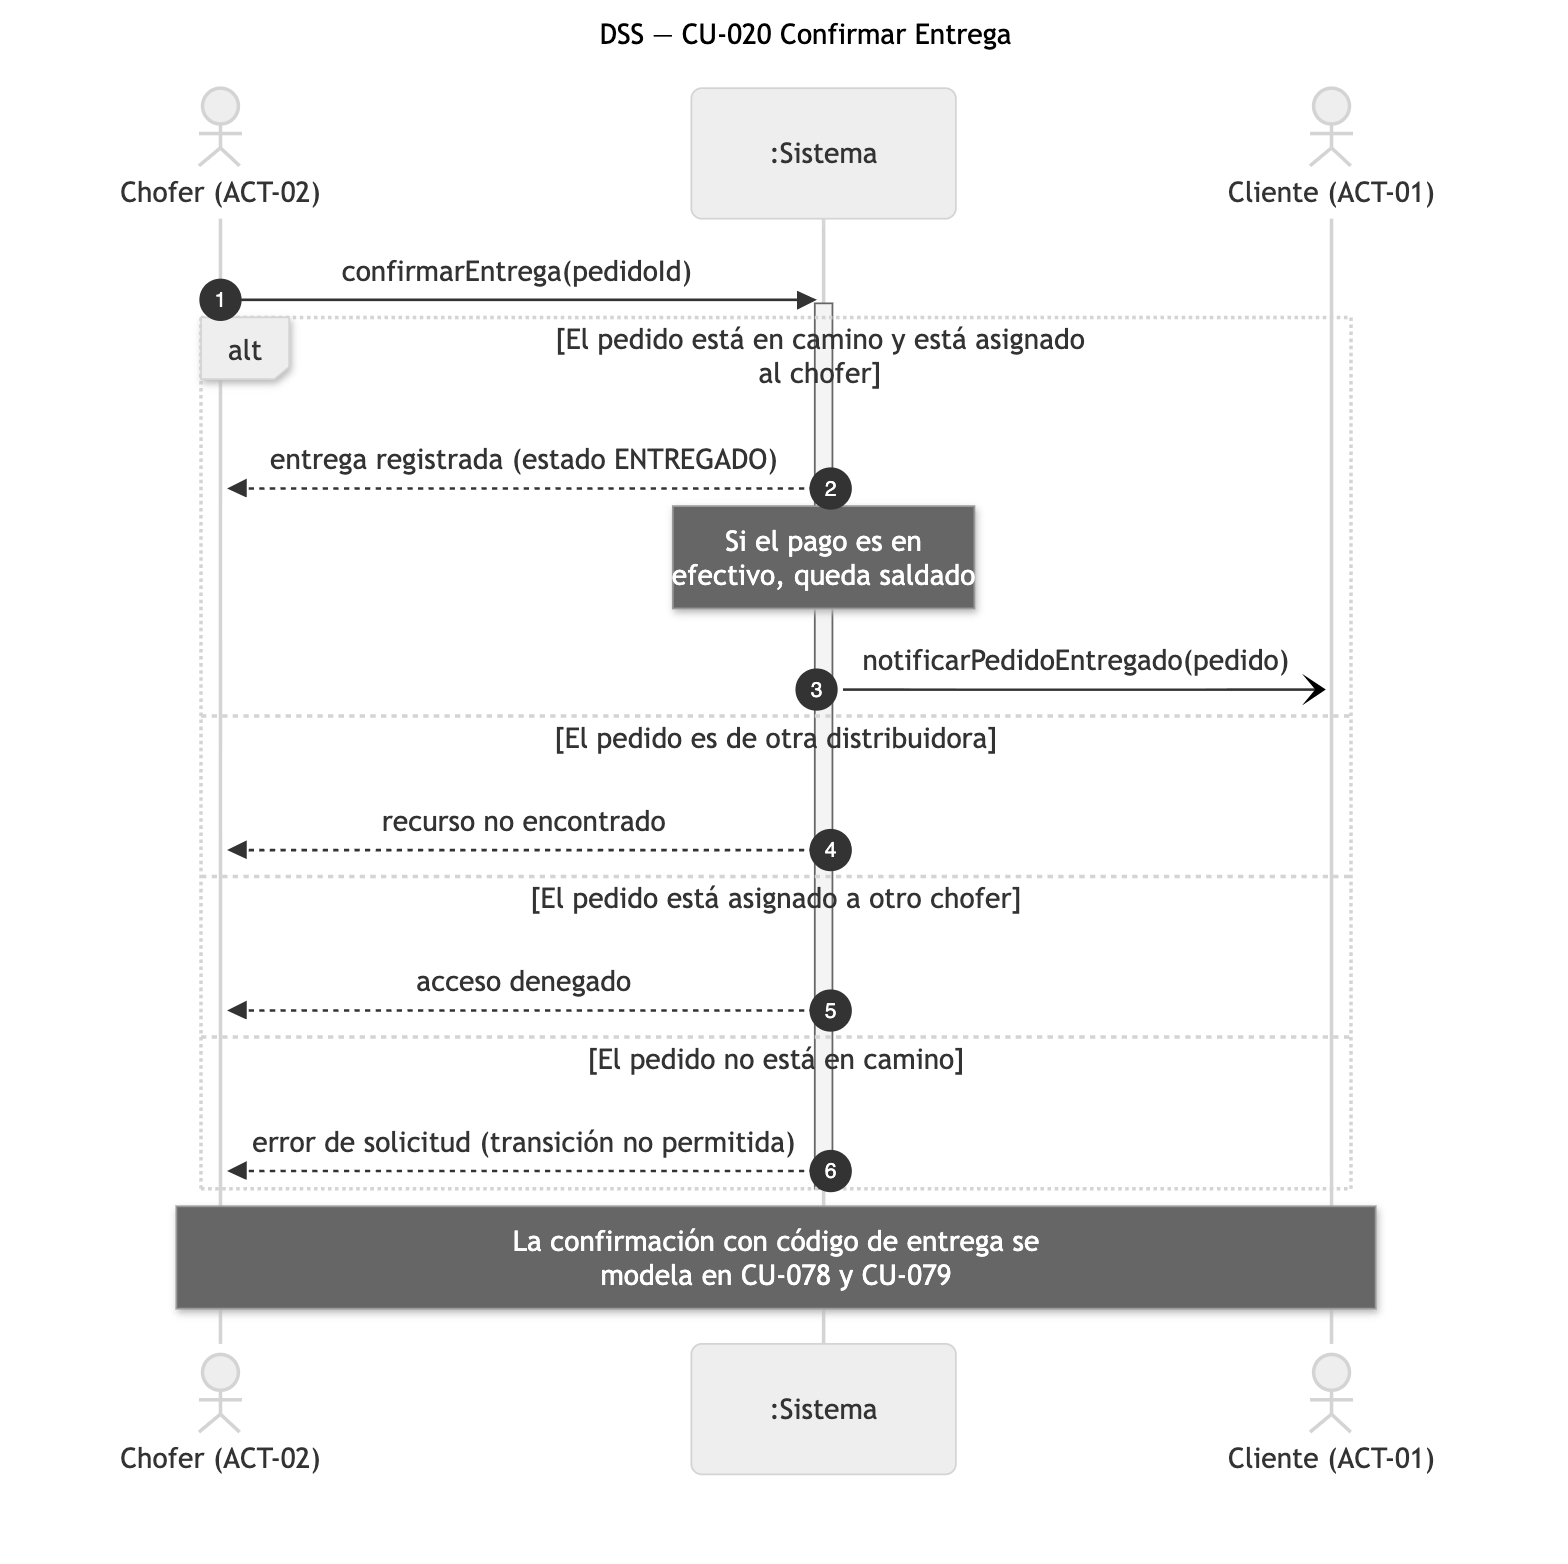 DSS — CU-020 Confirmar Entrega
:Sistema
Chofer (ACT-02)
Cliente (ACT-01)
confirmarEntrega(pedidoId)
1
alt
[El pedido está en camino y está asignado
al chofer]
entrega registrada (estado ENTREGADO)
2
Si el pago es en
efectivo, queda saldado
notificarPedidoEntregado(pedido)
3
[El pedido es de otra distribuidora]
recurso no encontrado
4
[El pedido está asignado a otro chofer]
acceso denegado
5
[El pedido no está en camino]
error de solicitud (transición no permitida)
6
La confirmación con código de entrega se
modela en CU-078 y CU-079
:Sistema
Chofer (ACT-02)
Cliente (ACT-01)